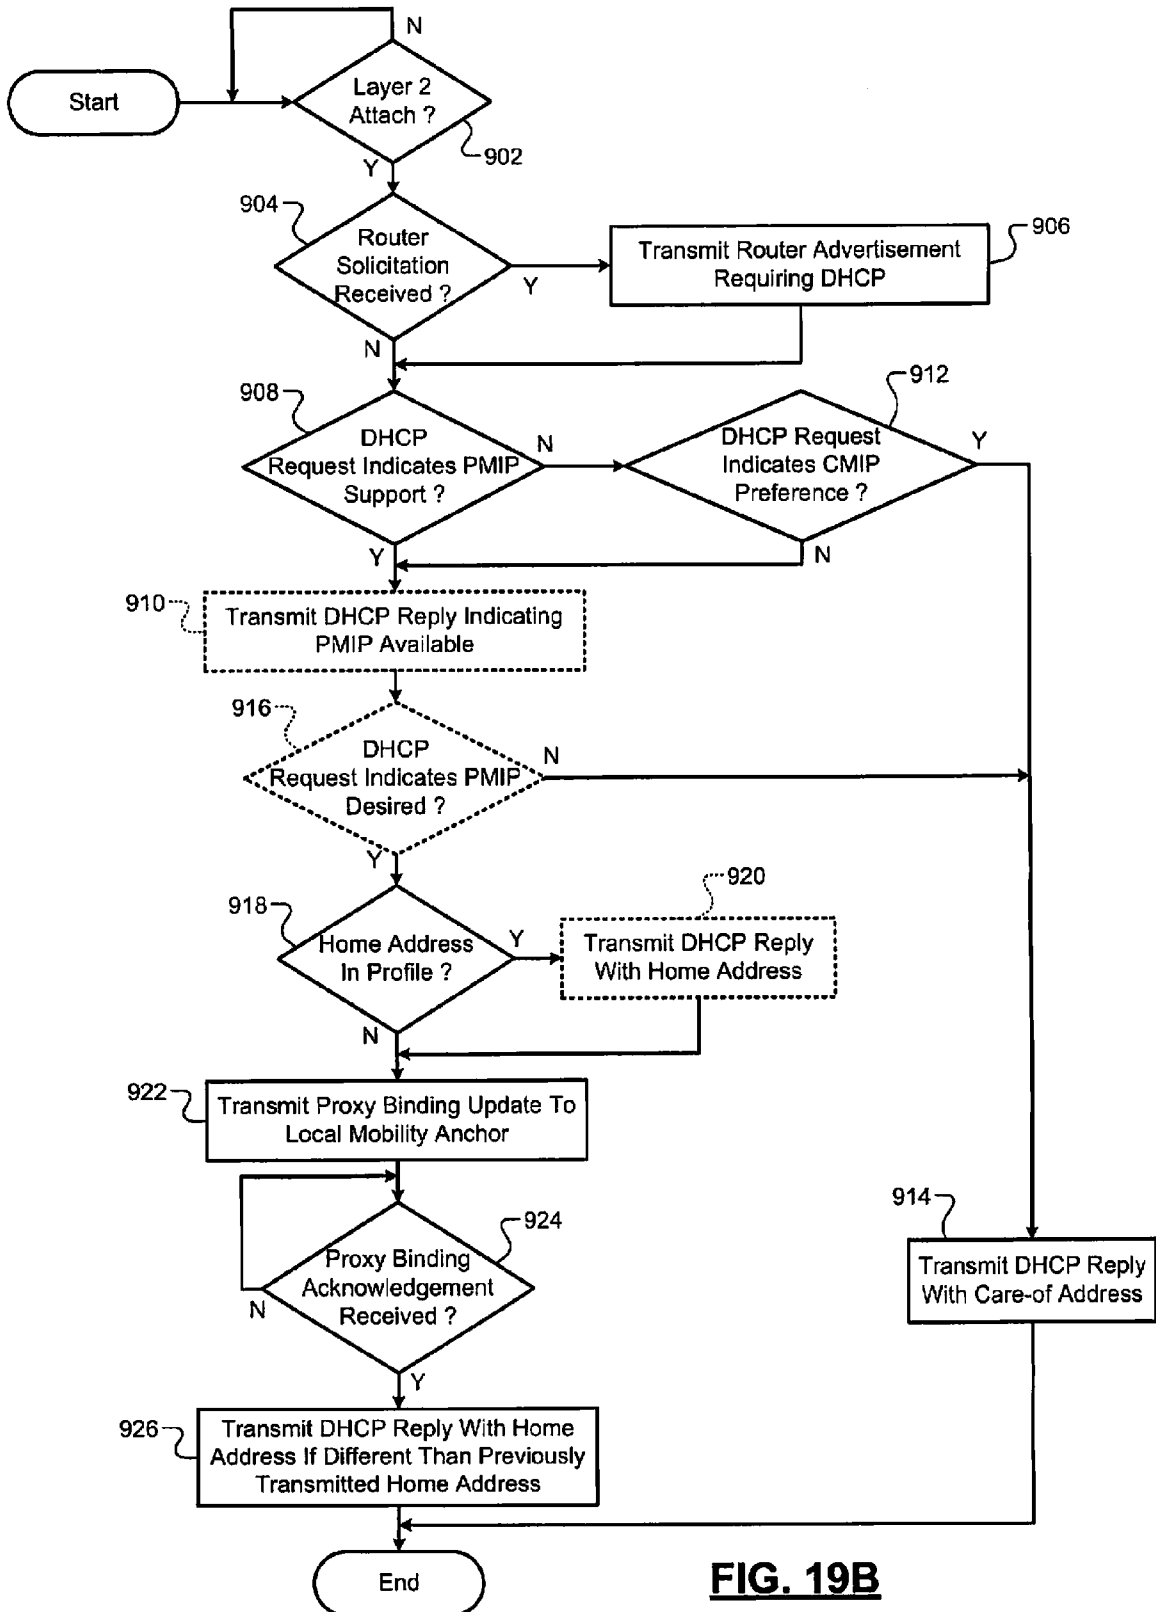 N
Start
Layer 2
Attach ?
902
Y
904
Router
Solicitation
Received ?
Y
Transmit Router Advertisement
Requiring DHCP
906
N
908
DHCP
Request Indicates PMIP
Support ?
N
912
DHCP Request
Indicates CMIP
Preference ?
Y
Y
N
910
Transmit DHCP Reply Indicating
PMIP Available
916
DHCP
Request Indicates PMIP
Desired ?
N
Y
918
Home Address
In Profile ?
Y
920
Transmit DHCP Reply
With Home Address
N
922
Transmit Proxy Binding Update To
Local Mobility Anchor
924
Proxy Binding
Acknowledgement
Received ?
N
914
Transmit DHCP Reply
With Care-of Address
Y
926
Transmit DHCP Reply With Home
Address If Different Than Previously
Transmitted Home Address
End
FIG. 19B